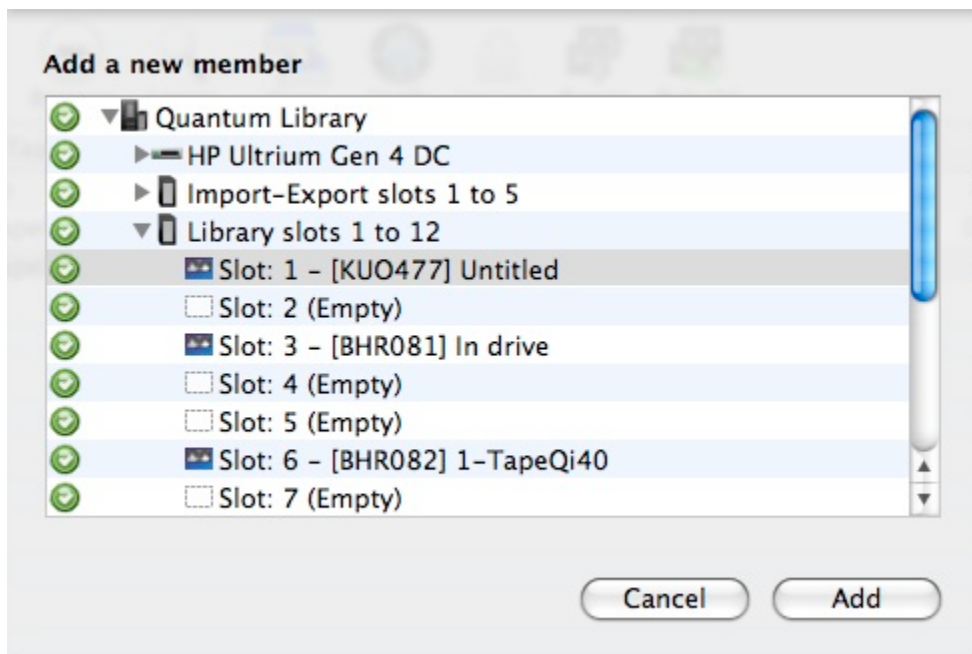 Add a new member
Quantum Library
HP Ultrium Gen 4 DC
Import-Export slots 1 to 5
Library slots 1 to 12
Slot: 1 - [KUO477] Untitled
Slot: 2 (Empty)
Slot: 3 - [BHR081] In drive
Slot: 4 (Empty)
Slot: 5 (Empty)
Slot: 6 - [BHR082] 1-TapeQi40
Slot: 7 (Empty)
Cancel Add